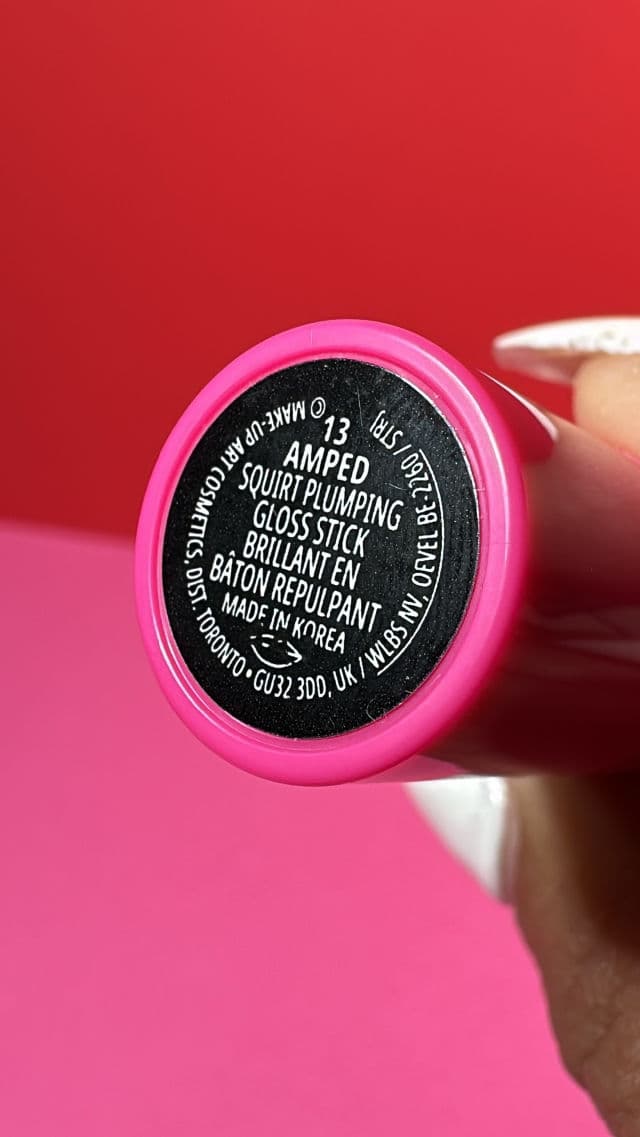 13
AMPED
SQUIRT PLUMPING
GLOSS STICK
BRILLANT EN
BÂTON REPULPANT
MADE IN KOREA
© MAKE-UP ART COSMETICS, DIST. TORONTO • GU32 3DD, UK / WLBS NV, OEVEL BE-2260 / STRJ